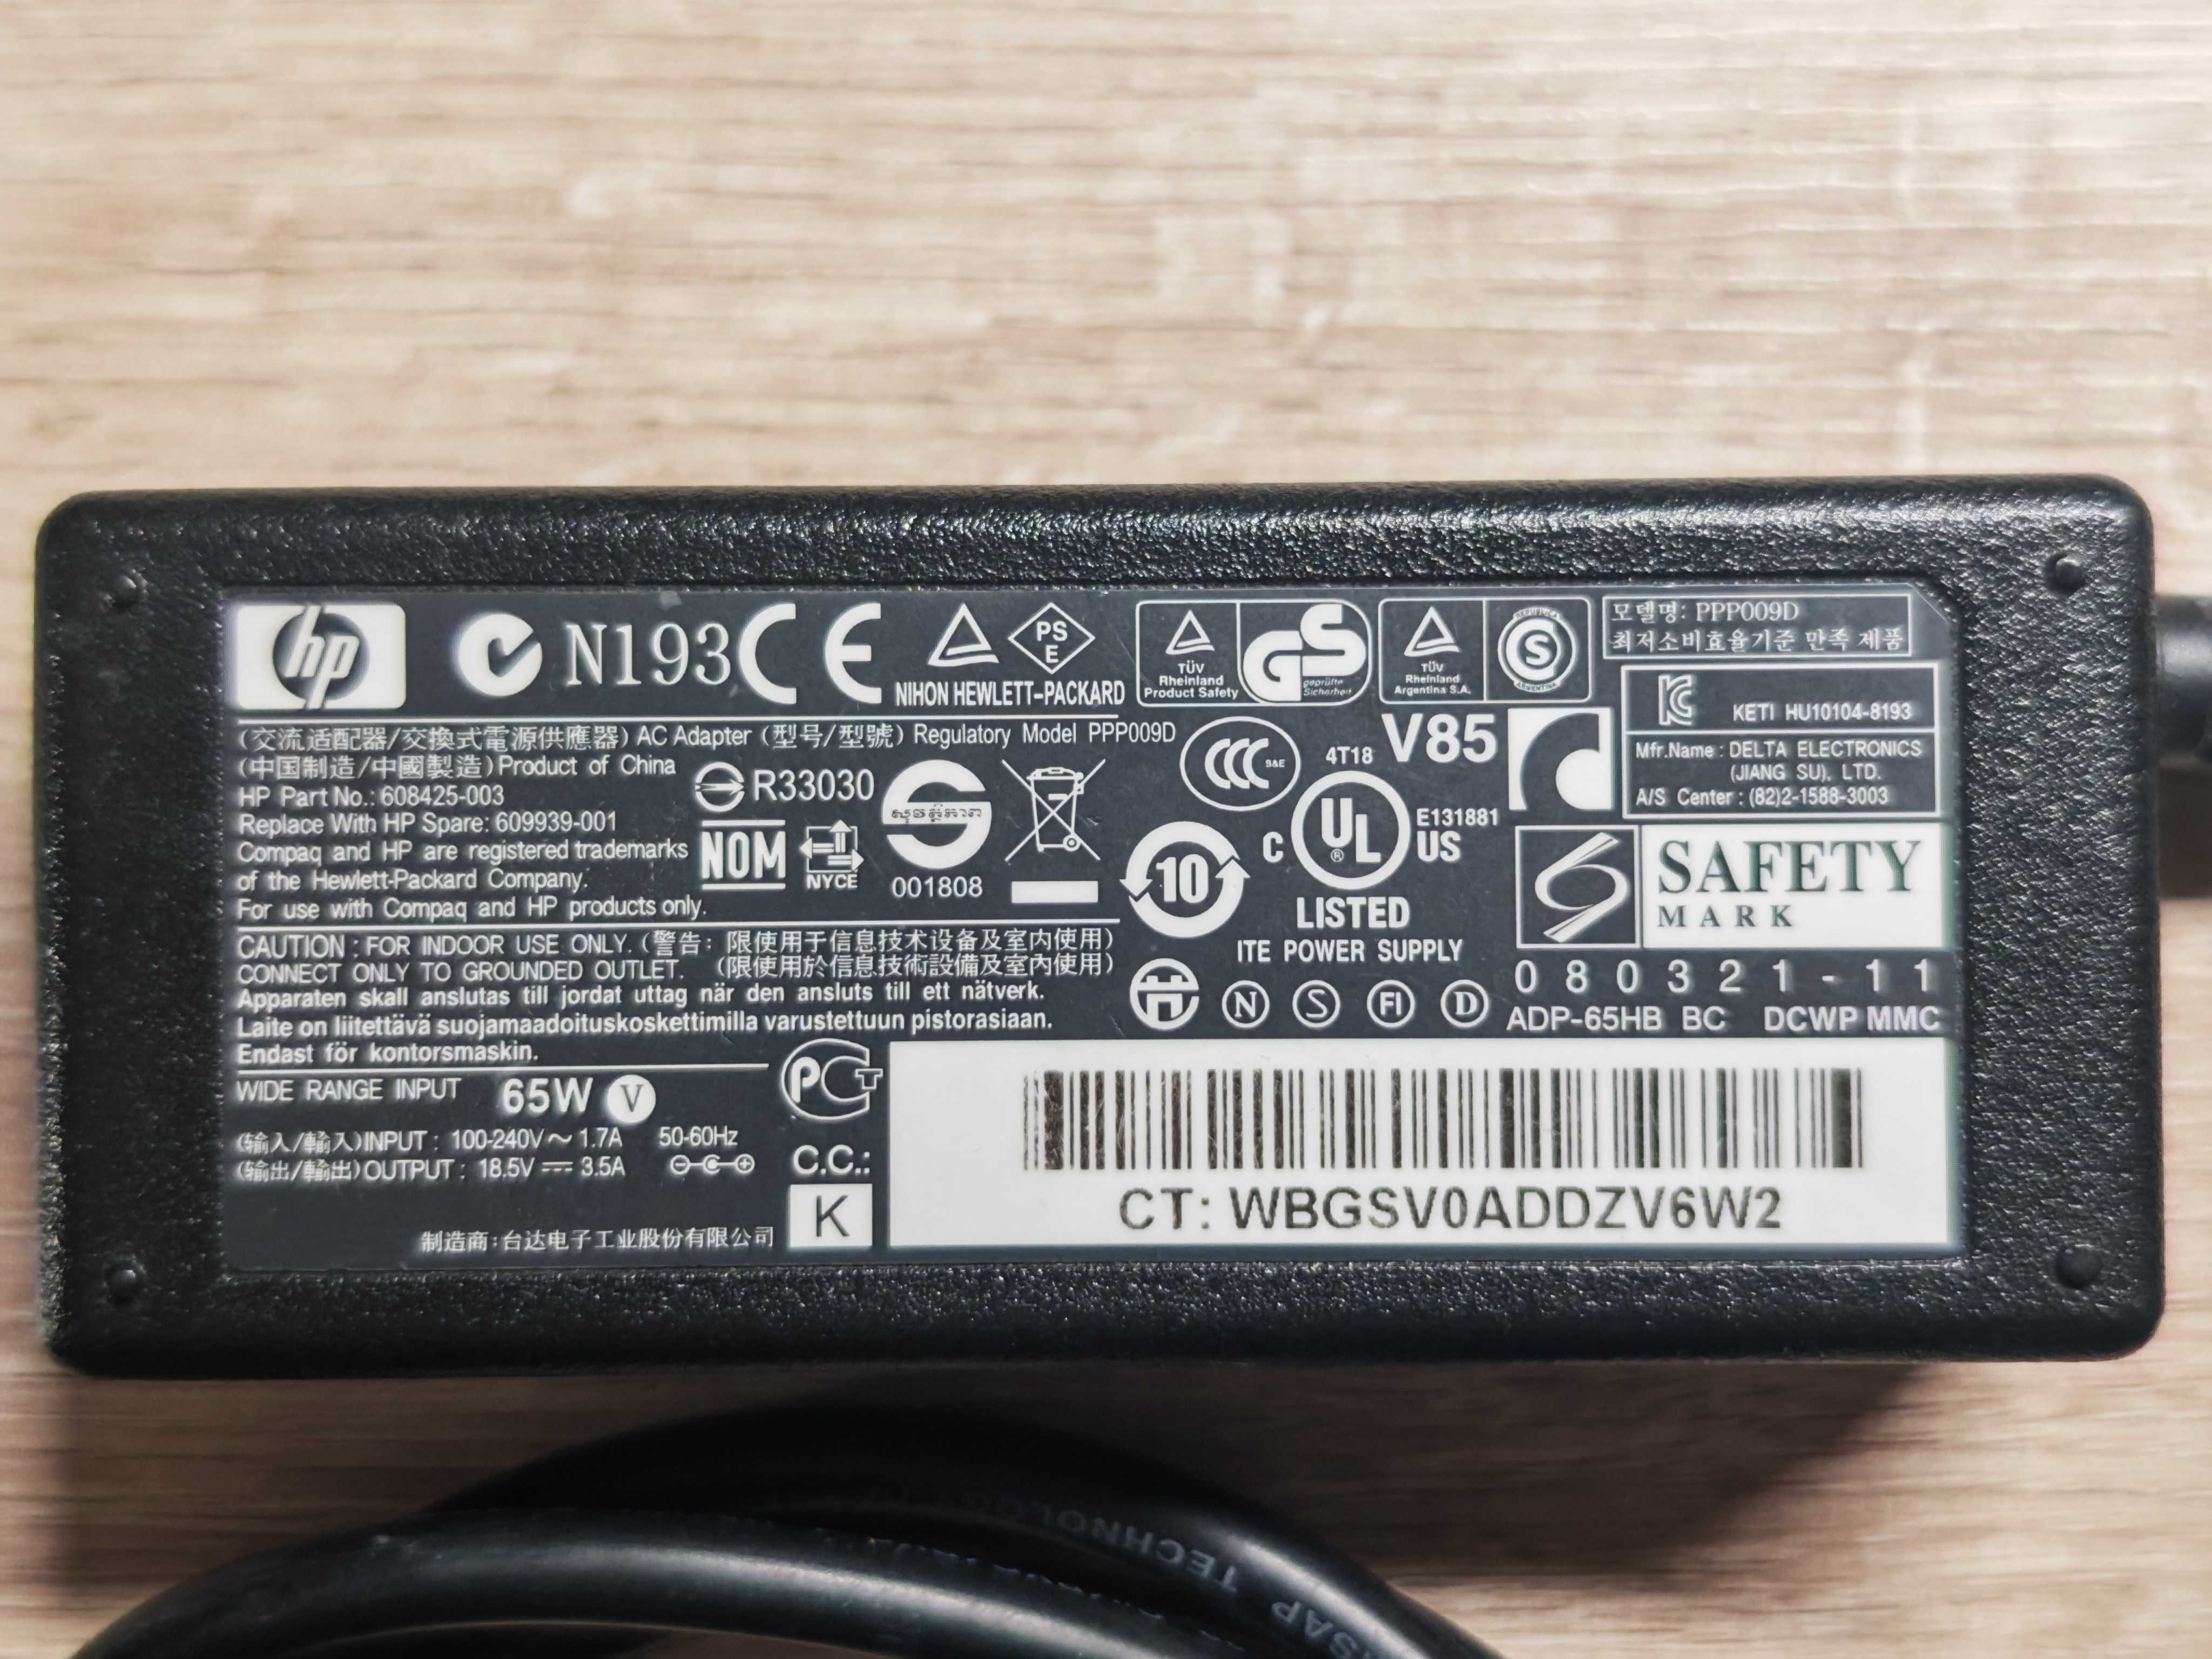 hp N193 CE
PS
E
NIHON HEWLETT-PACKARD
TÜV
Rheinland
Product Safety
GS
geprüfte
Sicherheit
TÜV
Rheinland
Argentina S.A.
S
ARGENTINA
모델명: PPP009D
최저소비효율기준 만족 제품
KC KETI HU10104-8193
Mfr.Name : DELTA ELECTRONICS
(JIANG SU), LTD.
A/S Center : (82)2-1588-3003
(交流适配器/交換式電源供應器) AC Adapter (型号/型號) Regulatory Model PPP009D
(中国制造/中國製造) Product of China
HP Part No.: 608425-003
Replace With HP Spare: 609939-001
Compaq and HP are registered trademarks
of the Hewlett-Packard Company.
For use with Compaq and HP products only.
R33030
NOM
NYCE
001808
CCC S&E
4T18 V85
10
C UL ® US
E131881
LISTED
ITE POWER SUPPLY
N S FI D
SAFETY
MARK
080321-11
ADP-65HB BC DCWP MMC
CAUTION : FOR INDOOR USE ONLY. (警告: 限使用于信息技术设备及室内使用)
CONNECT ONLY TO GROUNDED OUTLET. (限使用於信息技術設備及室內使用)
Apparaten skall anslutas till jordat uttag när den ansluts till ett nätverk.
Laite on liitettävä suojamaadoituskoskettimilla varustettuun pistorasiaan.
Endast för kontorsmaskin.
WIDE RANGE INPUT 65W V
(输入/輸入) INPUT : 100-240V~ 1.7A 50-60Hz
(输出/輸出) OUTPUT : 18.5V ⎓ 3.5A
制造商:台达电子工业股份有限公司
PCT
C.C.:
K
CT: WBGSV0ADDZV6W2
TECHNOLO